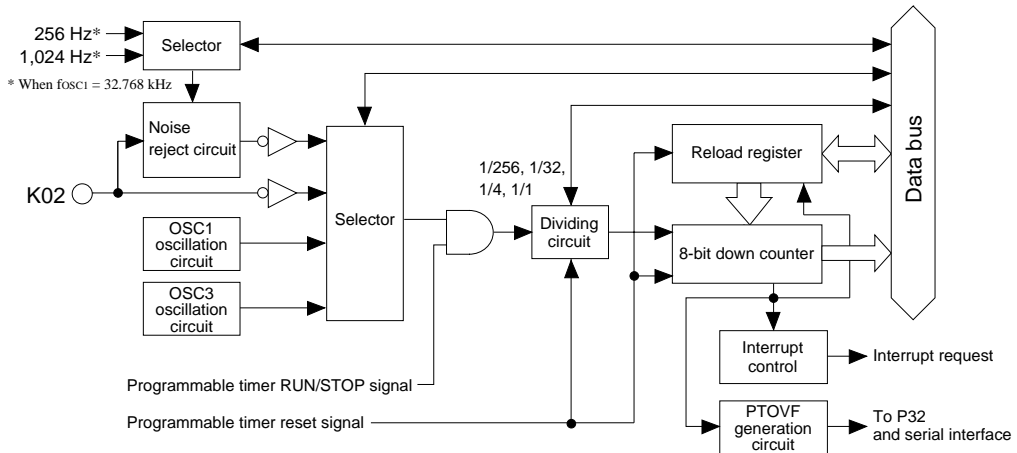 256 Hz*
1,024 Hz*
Selector
* When fOSC1 = 32.768 kHz
Noise
reject circuit
K02
OSC1
oscillation
circuit
OSC3
oscillation
circuit
Selector
1/256, 1/32,
1/4, 1/1
Dividing
circuit
Reload register
8-bit down counter
Data bus
Interrupt
control
Interrupt request
PTOVF
generation
circuit
To P32
and serial interface
Programmable timer RUN/STOP signal
Programmable timer reset signal